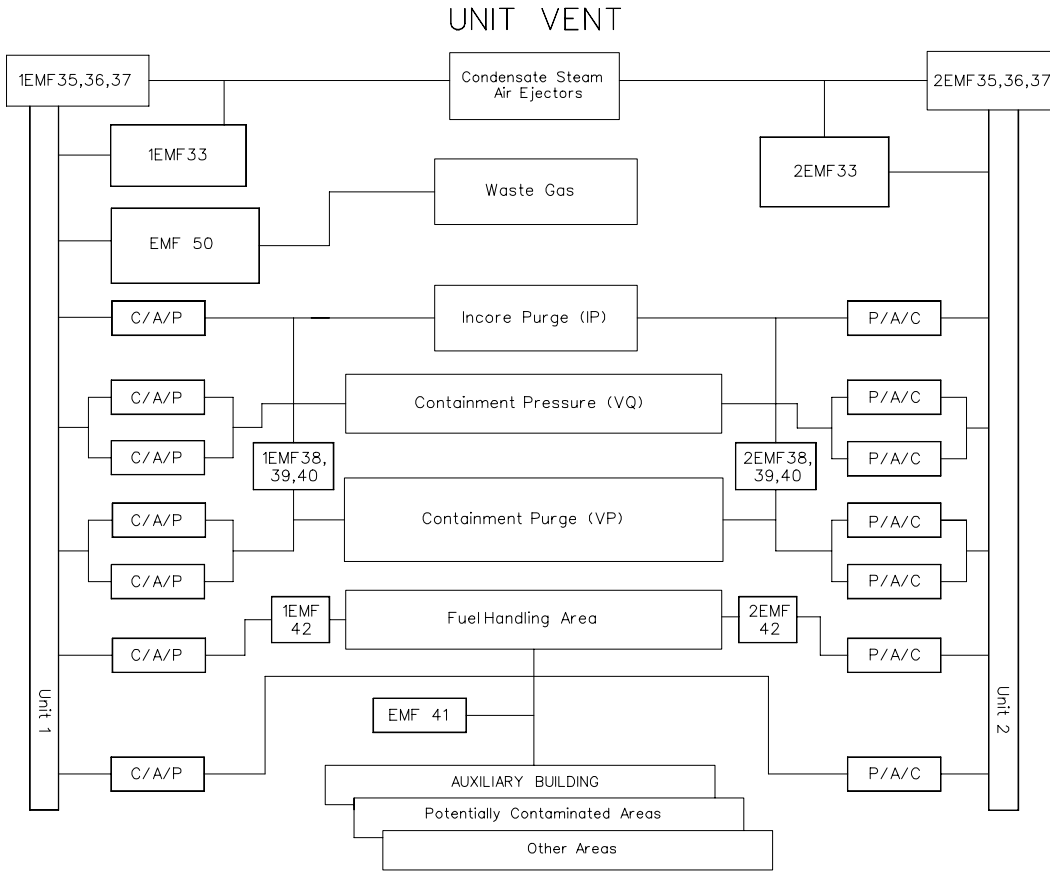 UNIT VENT
1EMF35,36,37
Condensate Steam
Air Ejectors
2EMF35,36,37
1EMF33
2EMF33
Waste Gas
EMF 50
C/A/P
Incore Purge (IP)
P/A/C
C/A/P
Containment Pressure (VQ)
P/A/C
C/A/P
1EMF38,
39,40
2EMF38,
39,40
P/A/C
C/A/P
Containment Purge (VP)
P/A/C
C/A/P
P/A/C
1EMF
42
Fuel Handling Area
2EMF
42
C/A/P
P/A/C
Unit 1
Unit 2
EMF 41
C/A/P
P/A/C
AUXILIARY BUILDING
Potentially Contaminated Areas
Other Areas